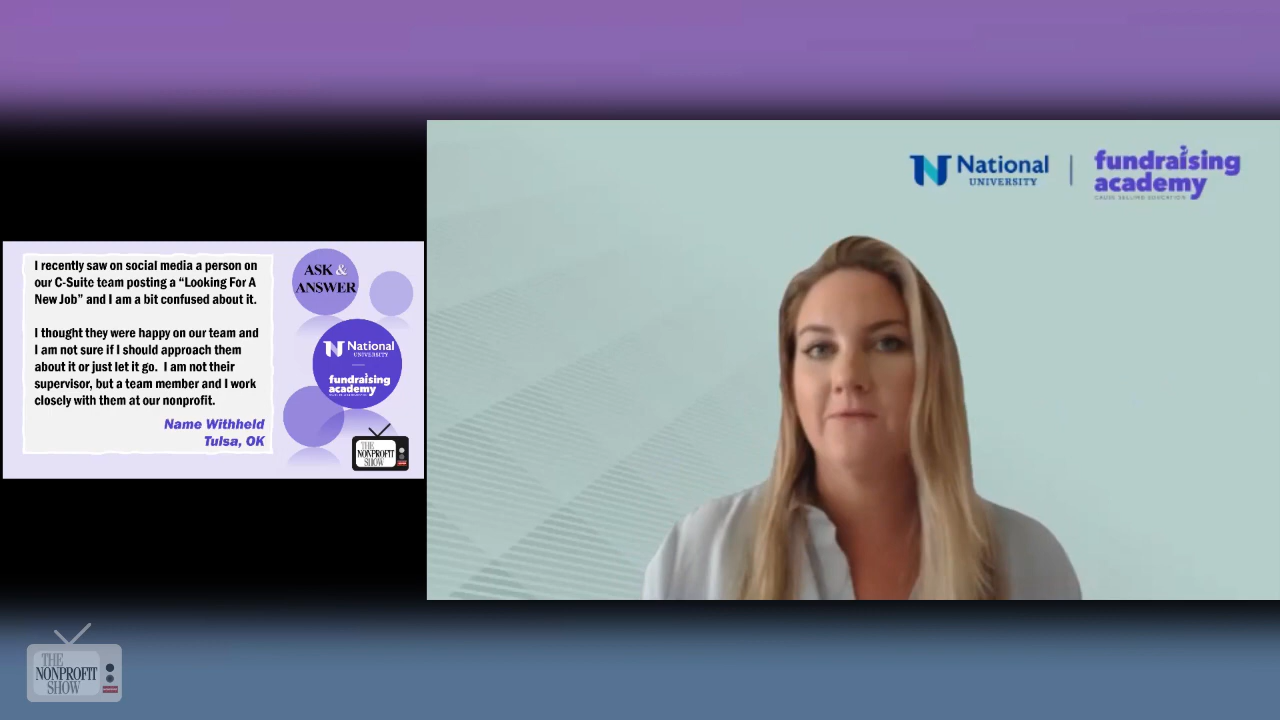 I recently saw on social media a person on
our C-Suite team posting a “Looking For A
New Job” and I am a bit confused about it.
I thought they were happy on our team and
I am not sure if I should approach them
about it or just let it go.  I am not their
supervisor, but a team member and I work
closely with them at our nonprofit.
Name Withheld
Tulsa, OK
ASK &
ANSWER
National
UNIVERSITY
fundraising
academy
THE
NONPROFIT
SHOW
National
UNIVERSITY
fundraising
academy
CAUSE SELLING EDUCATION
THE
NONPROFIT
SHOW